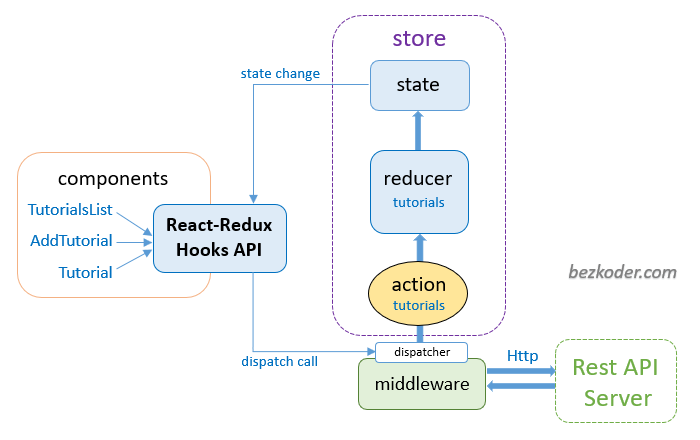 store
state change
state
components
reducer
tutorials
TutorialsList
React-Redux
Hooks API
AddTutorial
Tutorial
action
tutorials
bezkoder.com
dispatcher
dispatch call
middleware
Http
Rest API
Server